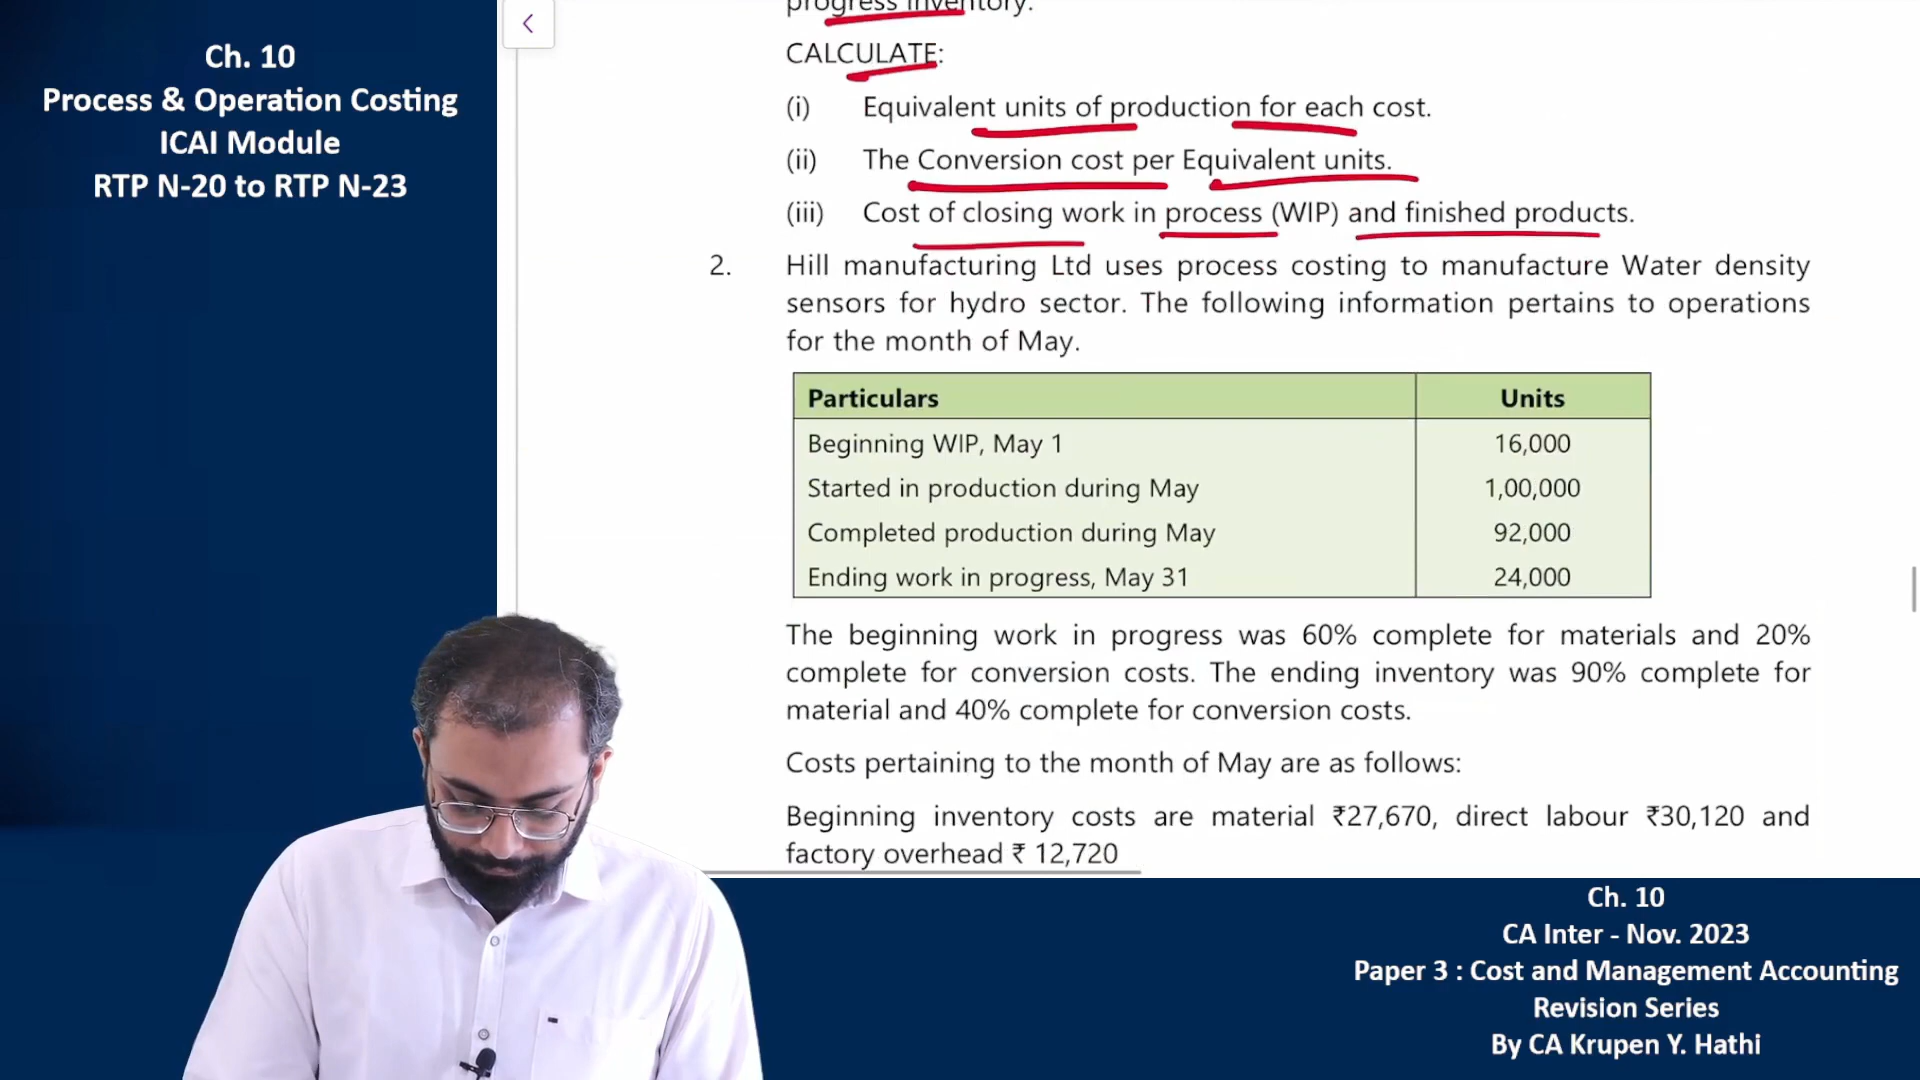 Ch. 10
Process & Operation Costing
ICAI Module
RTP N-20 to RTP N-23
progress inventory.
CALCULATE:
(i) Equivalent units of production for each cost.
(ii) The Conversion cost per Equivalent units.
(iii) Cost of closing work in process (WIP) and finished products.
2. Hill manufacturing Ltd uses process costing to manufacture Water density
sensors for hydro sector. The following information pertains to operations
for the month of May.
Particulars Units
Beginning WIP, May 1 16,000
Started in production during May 1,00,000
Completed production during May 92,000
Ending work in progress, May 31 24,000
The beginning work in progress was 60% complete for materials and 20%
complete for conversion costs. The ending inventory was 90% complete for
material and 40% complete for conversion costs.
Costs pertaining to the month of May are as follows:
Beginning inventory costs are material ₹27,670, direct labour ₹30,120 and
factory overhead ₹ 12,720
Ch. 10
CA Inter - Nov. 2023
Paper 3 : Cost and Management Accounting
Revision Series
By CA Krupen Y. Hathi